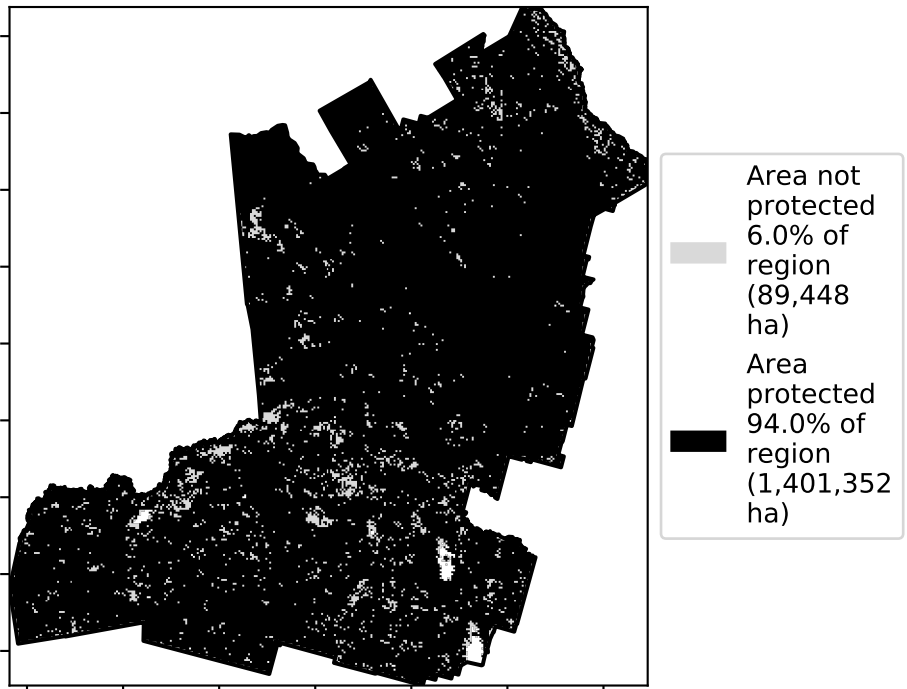 Area not
protected
6.0% of
region
(89,448
ha)
Area
protected
94.0% of
region
(1,401,352
ha)